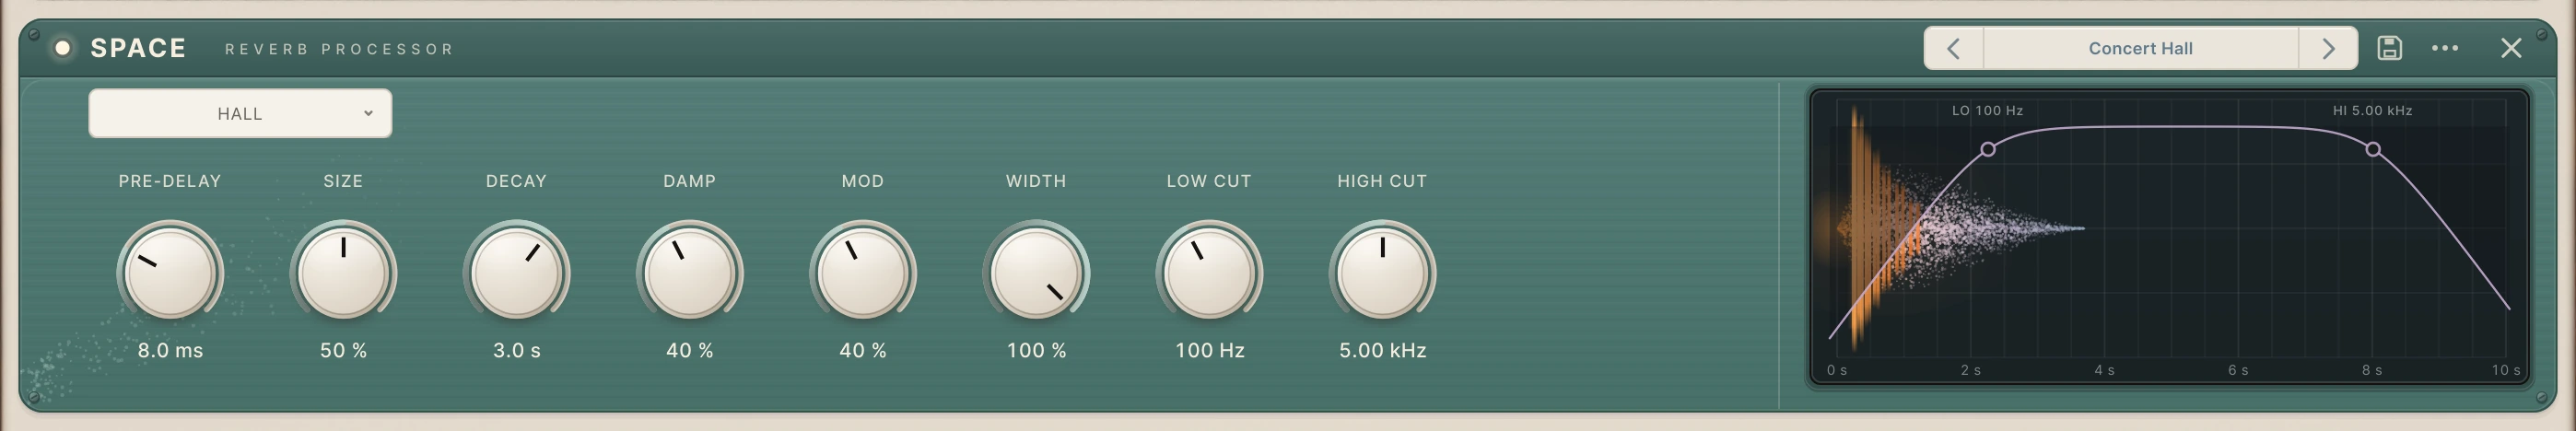 SPACE REVERB PROCESSOR
Concert Hall
HALL
PRE-DELAY SIZE DECAY DAMP MOD WIDTH LOW CUT HIGH CUT
8.0 ms 50 % 3.0 s 40 % 40 % 100 % 100 Hz 5.00 kHz
LO 100 Hz HI 5.00 kHz
0 s 2 s 4 s 6 s 8 s 10 s